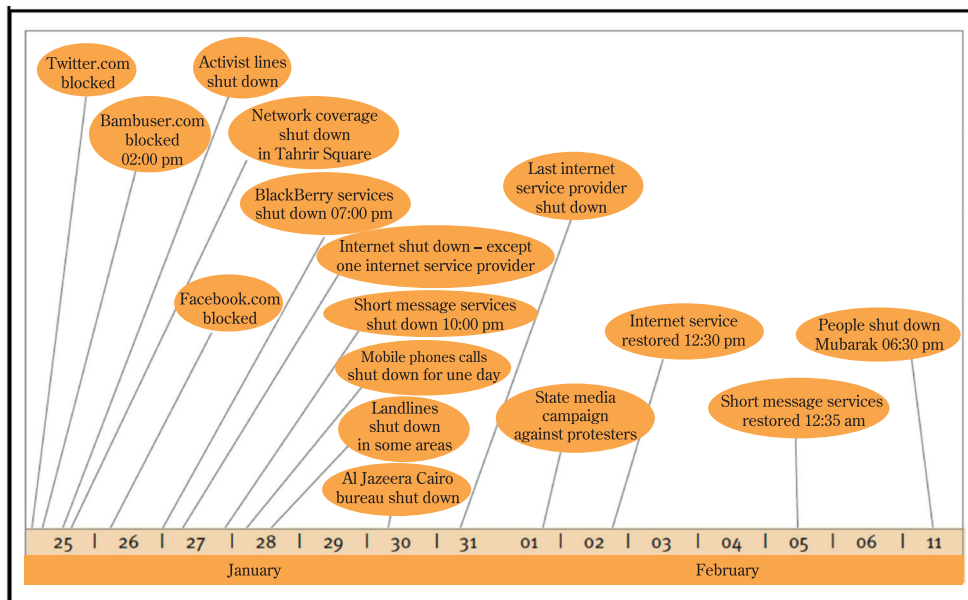 Twitter.com
blocked
Activist lines
shut down
Bambuser.com
blocked
02:00 pm
Network coverage
shut down
in Tahrir Square
BlackBerry services
shut down 07:00 pm
Last internet
service provider
shut down
Internet shut down – except
one internet service provider
Facebook.com
blocked
Short message services
shut down 10:00 pm
Mobile phones calls
shut down for une day
Landlines
shut down
in some areas
Al Jazeera Cairo
bureau shut down
State media
campaign
against protesters
Internet service
restored 12:30 pm
Short message services
restored 12:35 am
People shut down
Mubarak 06:30 pm
25 | 26 | 27 | 28 | 29 | 30 | 31 | 01 | 02 | 03 | 04 | 05 | 06 | 11
January February